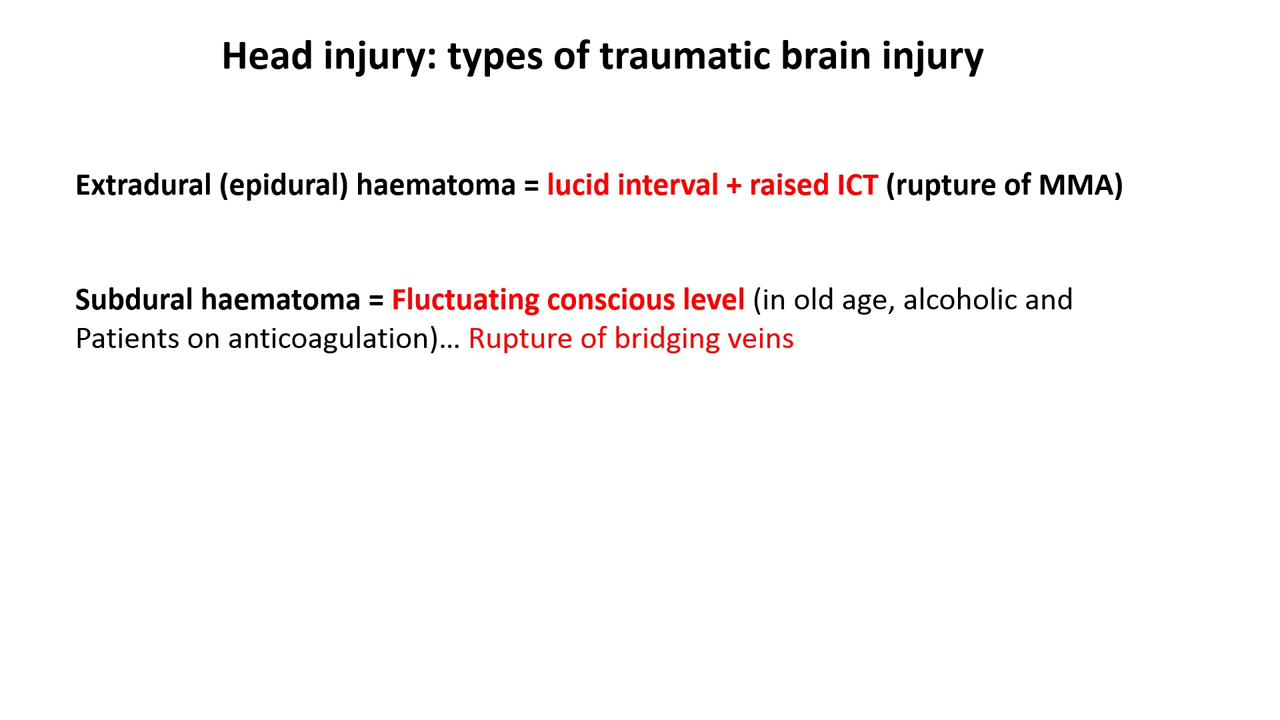 Head injury: types of traumatic brain injury
Extradural (epidural) haematoma = lucid interval + raised ICT (rupture of MMA)
Subdural haematoma = Fluctuating conscious level (in old age, alcoholic and
Patients on anticoagulation)... Rupture of bridging veins